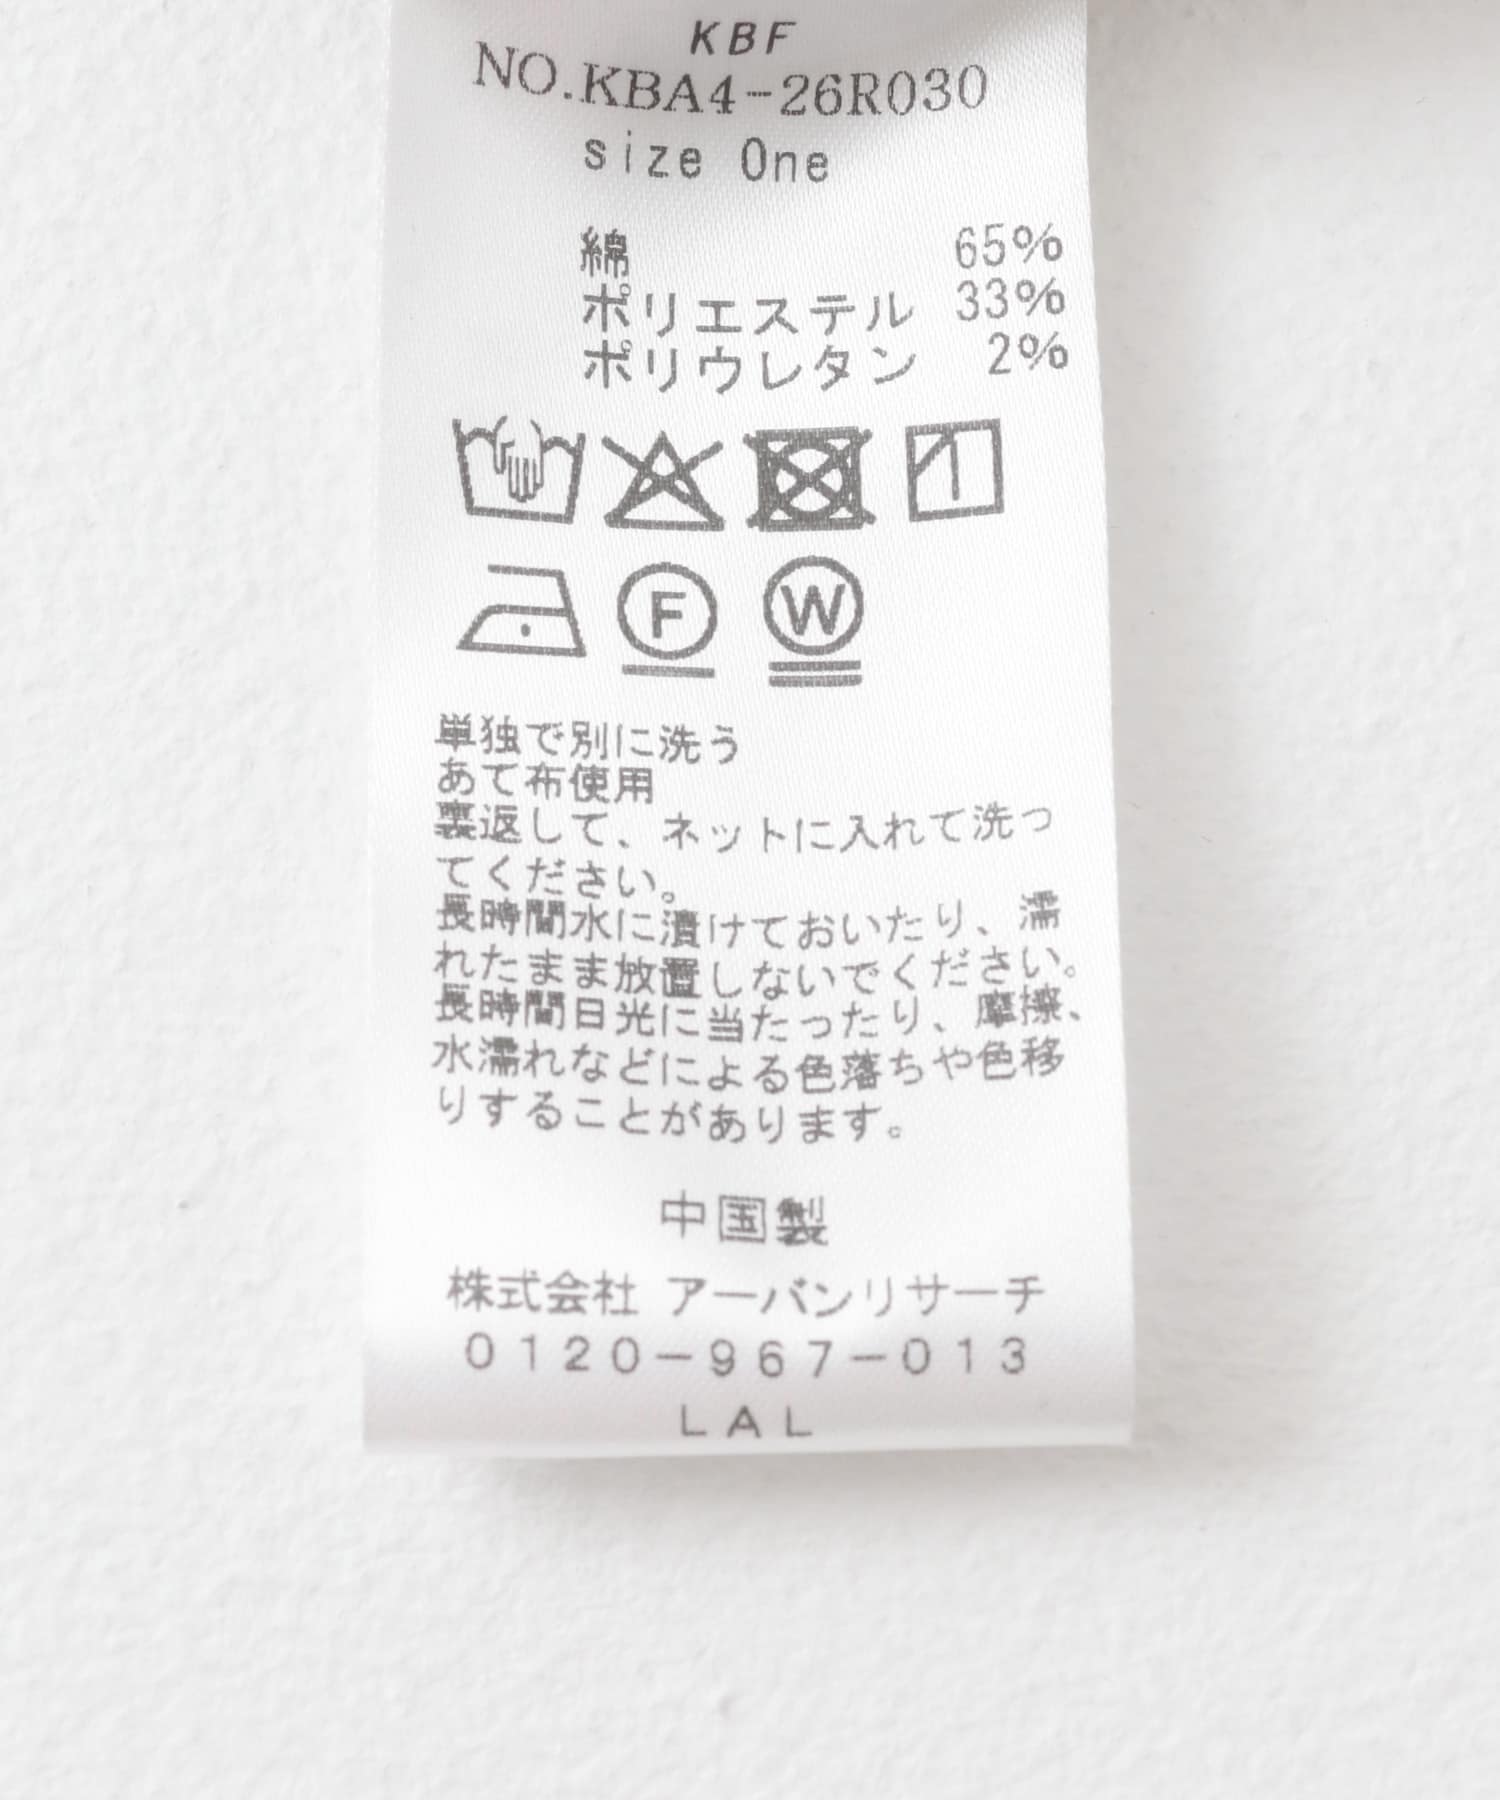 KBF
NO.KBA4-26R030
size One
綿 65%
ポリエステル 33%
ポリウレタン 2%
F W
単独で別に洗う
あて布使用
裏返して、ネットに入れて洗っ
てください。
長時間水に漬けておいたり、濡
れたまま放置しないでください。
長時間日光に当たったり、摩擦、
水濡れなどによる色落ちや色移
りすることがあります。
中国製
株式会社 アーバンリサーチ
0120-967-013
LAL